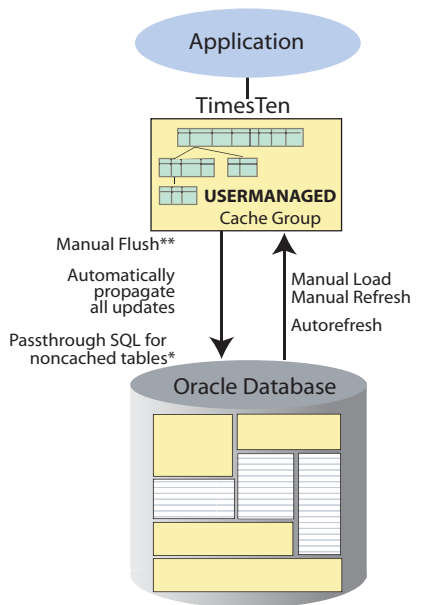 Application
TimesTen
USERMANAGED
Cache Group
Manual Flush**
Automatically
propagate
all updates
Passthrough SQL for
noncached tables*
Manual Load
Manual Refresh
Autorefresh
Oracle Database